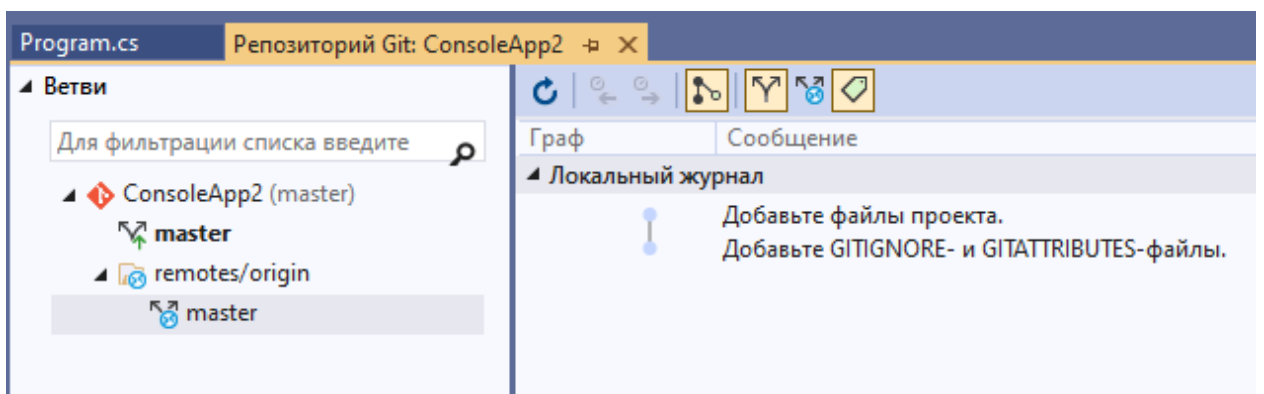 Program.cs
Репозиторий Git: ConsoleApp2
Ветви
Для фильтрации списка введите
ConsoleApp2 (master)
master
remotes/origin
master
Граф
Сообщение
Локальный журнал
Добавьте файлы проекта.
Добавьте GITIGNORE- и GITATTRIBUTES-файлы.